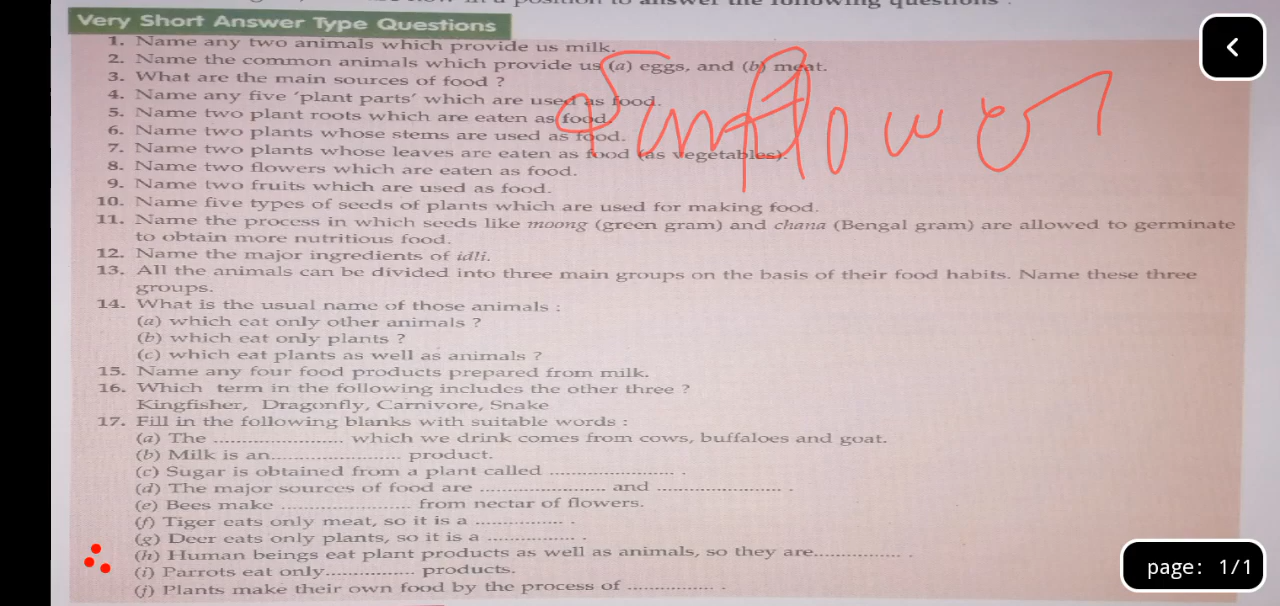 Very Short Answer Type Questions
1. Name any two animals which provide us milk.
2. Name the common animals which provide us (a) eggs, and (b) meat.
3. What are the main sources of food ?
4. Name any five 'plant parts' which are used as food.
5. Name two plant roots which are eaten as food.
6. Name two plants whose stems are used as food.
7. Name two plants whose leaves are eaten as food (as vegetables).
8. Name two flowers which are eaten as food.
9. Name two fruits which are used as food.
10. Name five types of seeds of plants which are used for making food.
11. Name the process in which seeds like moong (green gram) and chana (Bengal gram) are allowed to germinate
to obtain more nutritious food.
12. Name the major ingredients of idli.
13. All the animals can be divided into three main groups on the basis of their food habits. Name these three
groups.
14. What is the usual name of those animals :
(a) which eat only other animals ?
(b) which eat only plants ?
(c) which eat plants as well as animals ?
15. Name any four food products prepared from milk.
16. Which term in the following includes the other three ?
Kingfisher, Dragonfly, Carnivore, Snake
17. Fill in the following blanks with suitable words :
(a) The ...................... which we drink comes from cows, buffaloes and goat.
(b) Milk is an...................... product.
(c) Sugar is obtained from a plant called ..................... .
(d) The major sources of food are ..................... and ..................... .
(e) Bees make ...................... from nectar of flowers.
(f) Tiger eats only meat, so it is a ............... .
(g) Deer eats only plants, so it is a ............... .
(h) Human beings eat plant products as well as animals, so they are............... .
(i) Parrots eat only............... products.
(j) Plants make their own food by the process of ............... .
page: 1/1